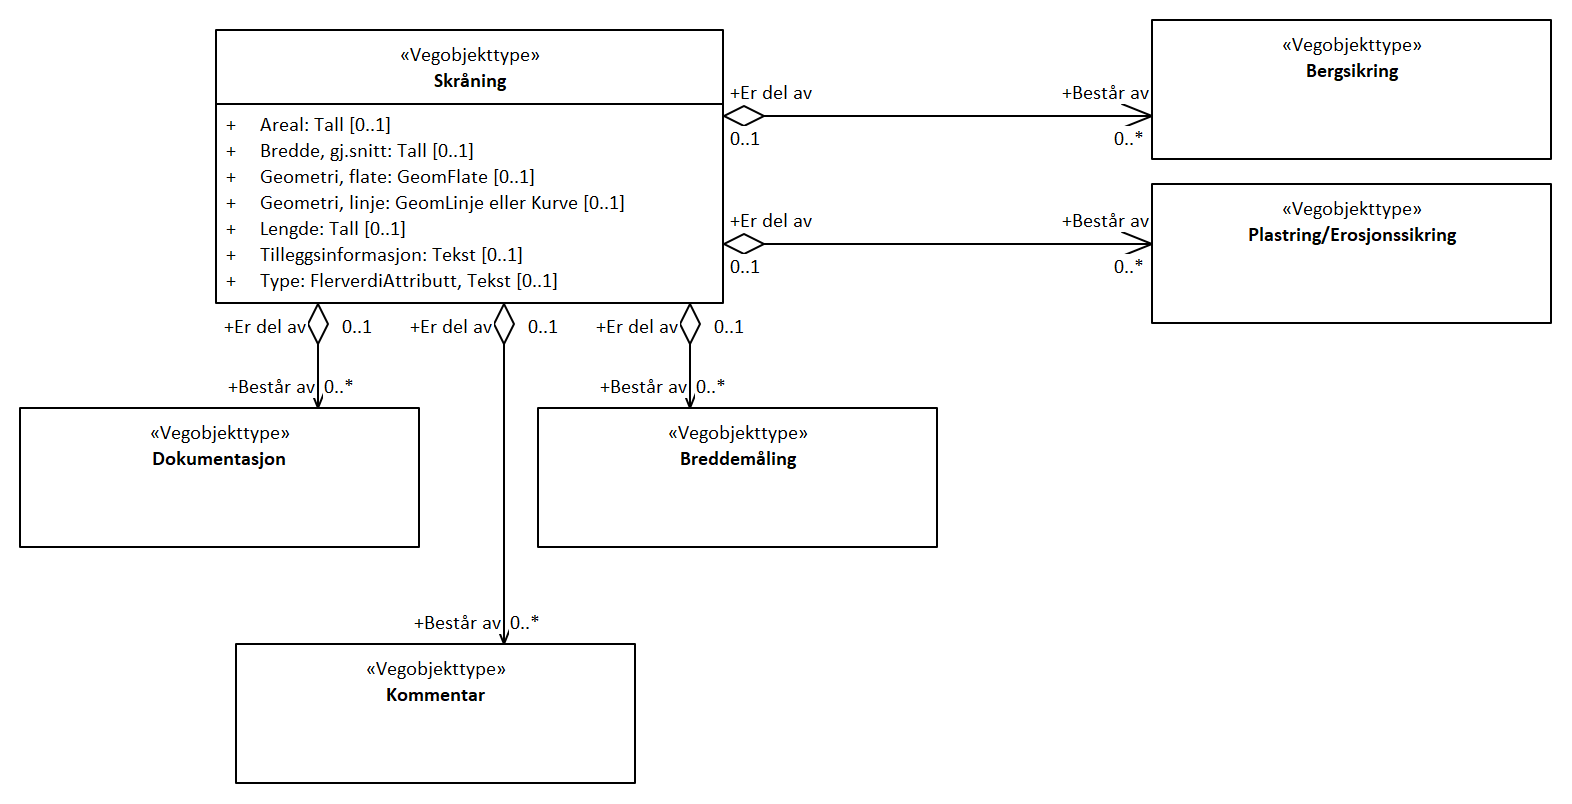 «Vegobjekttype»
Skråning
+ Areal: Tall [0..1]
+ Bredde, gj.snitt: Tall [0..1]
+ Geometri, flate: GeomFlate [0..1]
+ Geometri, linje: GeomLinje eller Kurve [0..1]
+ Lengde: Tall [0..1]
+ Tilleggsinformasjon: Tekst [0..1]
+ Type: FlerverdiAttributt, Tekst [0..1]
+Er del av
0..1
+Består av
0..*
«Vegobjekttype»
Bergsikring
+Er del av
0..1
+Består av
0..*
«Vegobjekttype»
Plastring/Erosjonssikring
+Er del av 0..1
+Består av 0..*
«Vegobjekttype»
Dokumentasjon
+Er del av 0..1
+Består av 0..*
«Vegobjekttype»
Kommentar
+Er del av 0..1
+Består av 0..*
«Vegobjekttype»
Breddemåling